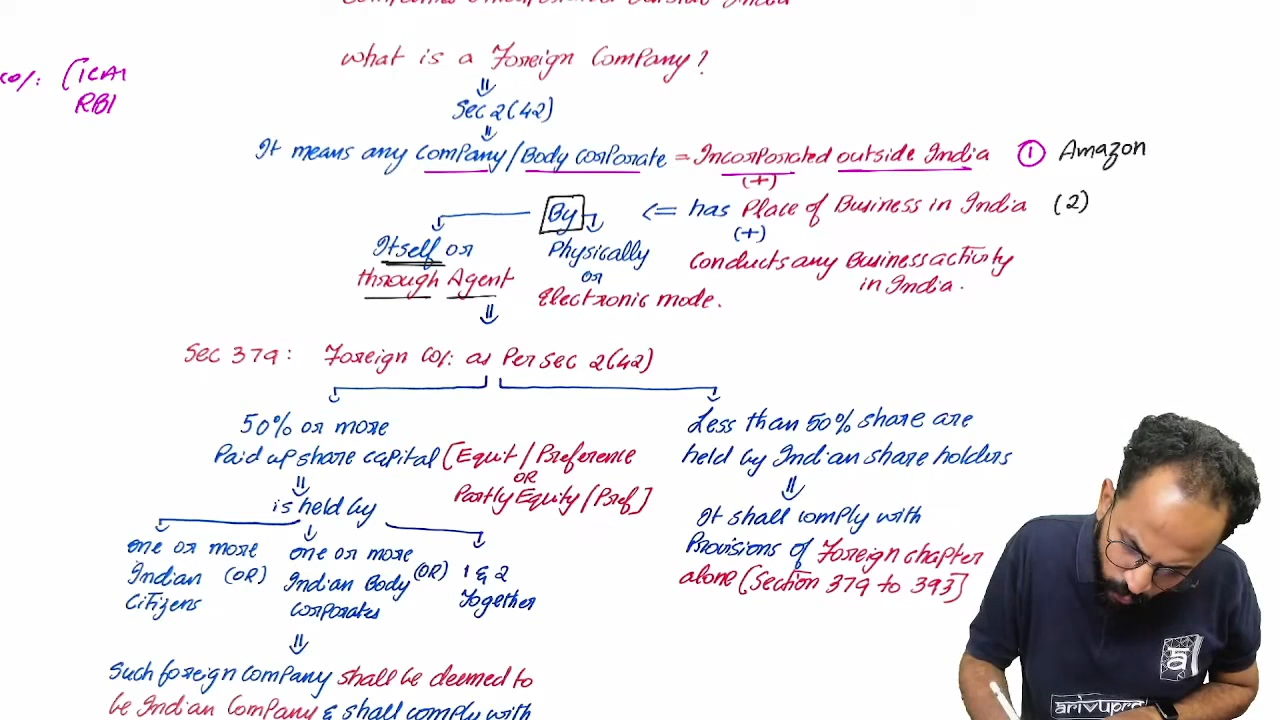 what is a Foreign Company?
Sec 2(42)
It means any Company/Body Corporate = Incorporated outside India ① Amazon
(+)
By <= has Place of Business in India (2)
(+)
Itself or
through Agent
Physically
or
Electronic mode.
Conducts any Business activity
in India.
Co/: (ICAI
RBI
Sec 379: Foreign Co/: as Per Sec 2(42)
50% or more
Paid up share capital [Equit/Preference
OR
Partly Equity/Pref]
is held by
one or more
Indian (OR)
Citizens
one or more
Indian Body (OR)
Corporates
1 & 2
Together
Such foreign Company shall be deemed to
be Indian Company & shall comply with
Less than 50% share are
held by Indian share holders
It shall comply with
Provisions of Foreign chapter
alone [Section 379 to 393]
a
arivupro